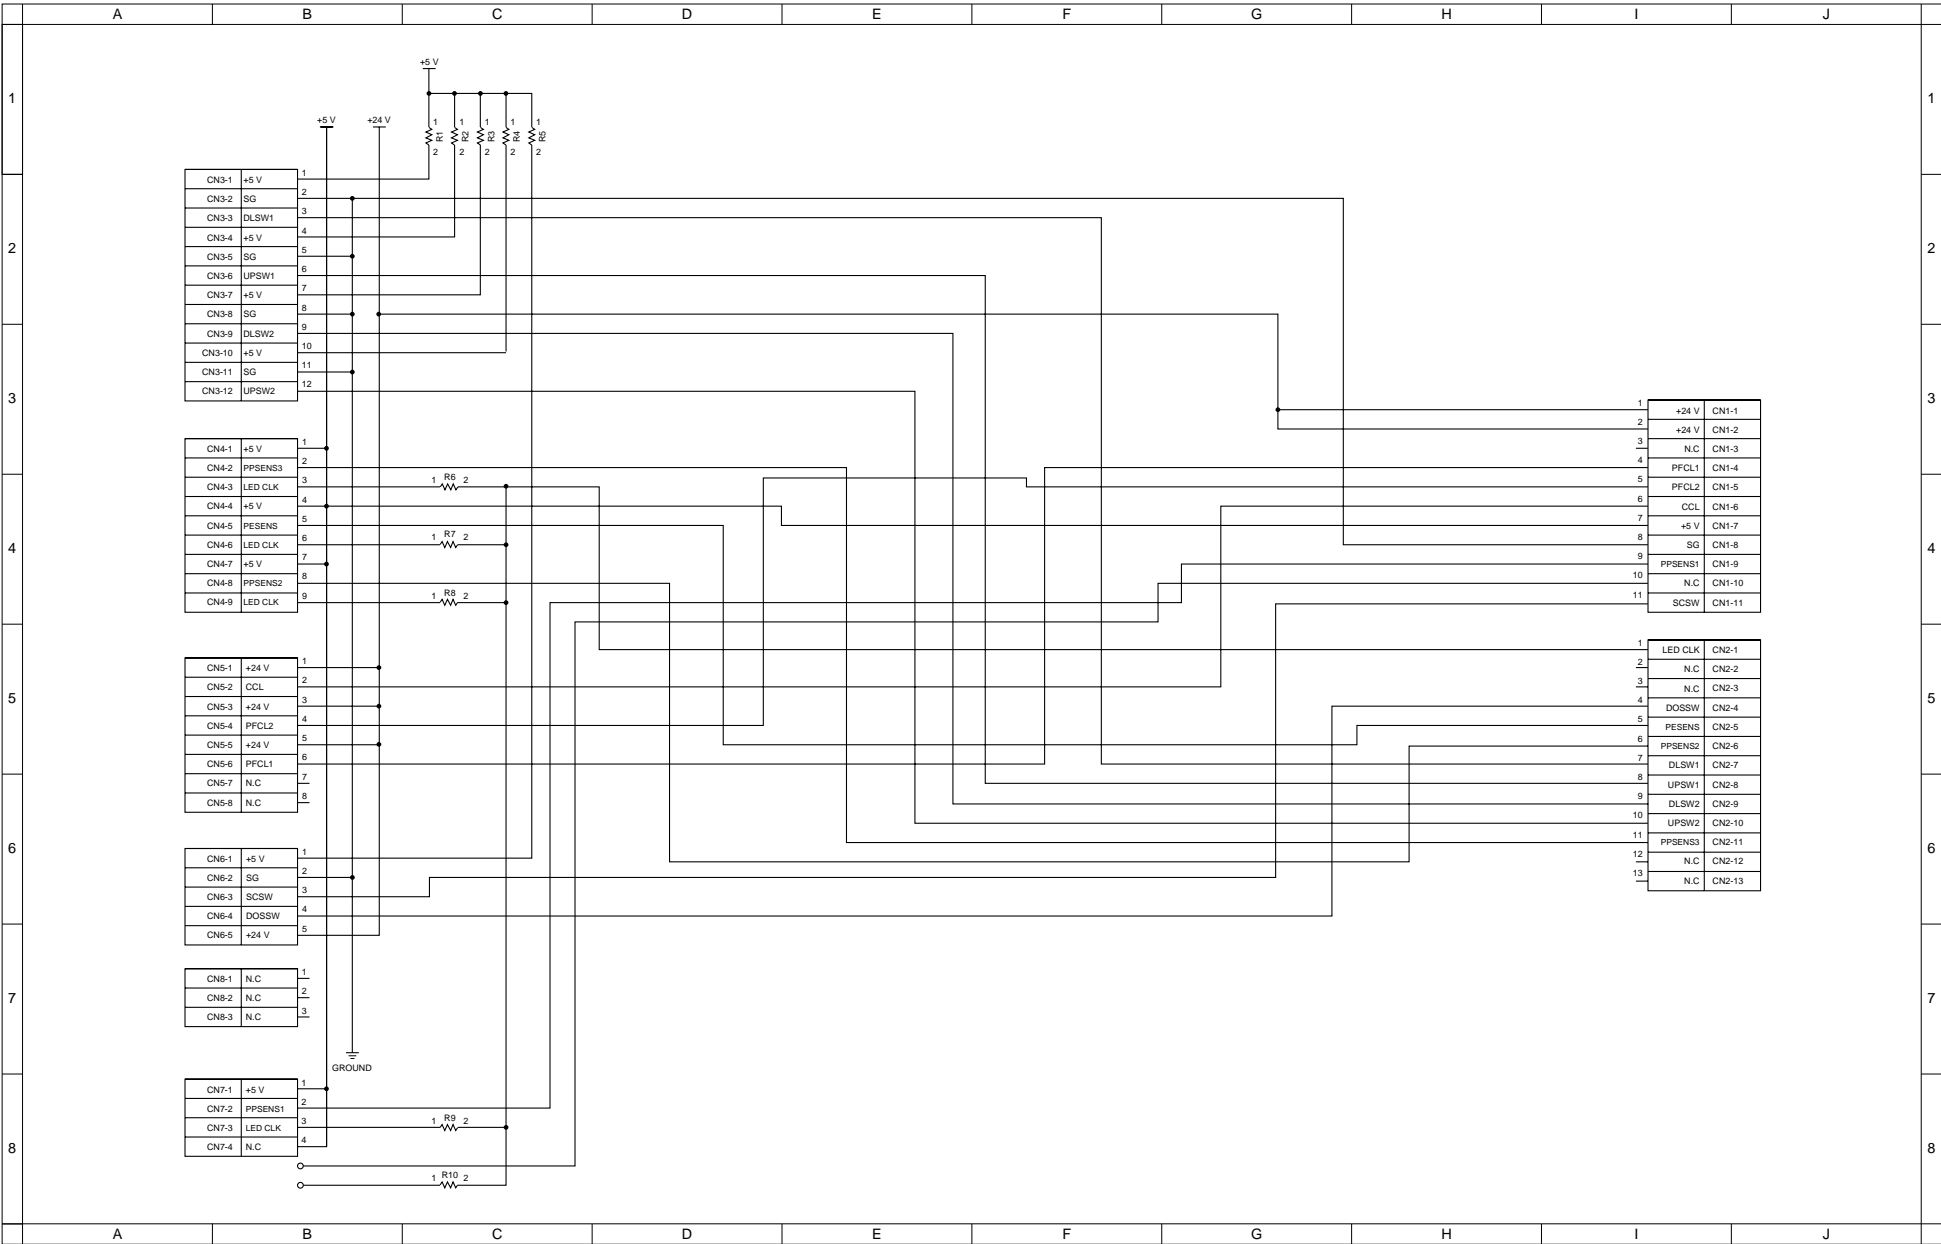 A B C D E F G H I J
+5 V
1 1
+5 V +24 V
1 1 1 1 1
R1 R2 R3 R4 R5
2 2 2 2 2
CN3-1 +5 V 1
CN3-2 SG 2
CN3-3 DLSW1 3
CN3-4 +5 V 4
2 2
CN3-5 SG 5
CN3-6 UPSW1 6
CN3-7 +5 V 7
CN3-8 SG 8
CN3-9 DLSW2 9
CN3-10 +5 V 10
CN3-11 SG 11
CN3-12 UPSW2 12
3 3
1 +24 V CN1-1
2 +24 V CN1-2
3 N.C CN1-3
4 PFCL1 CN1-4
5 PFCL2 CN1-5
6 CCL CN1-6
7 +5 V CN1-7
8 SG CN1-8
9 PPSENS1 CN1-9
10 N.C CN1-10
11 SCSW CN1-11
CN4-1 +5 V 1
CN4-2 PPSENS3 2
CN4-3 LED CLK 3 1 R6 2
CN4-4 +5 V 4
CN4-5 PESENS 5
CN4-6 LED CLK 6 1 R7 2
4 4
CN4-7 +5 V 7
CN4-8 PPSENS2 8
CN4-9 LED CLK 9 1 R8 2
1 LED CLK CN2-1
2 N.C CN2-2
3 N.C CN2-3
4 DOSSW CN2-4
5 PESENS CN2-5
6 PPSENS2 CN2-6
7 DLSW1 CN2-7
8 UPSW1 CN2-8
9 DLSW2 CN2-9
10 UPSW2 CN2-10
11 PPSENS3 CN2-11
12 N.C CN2-12
13 N.C CN2-13
CN5-1 +24 V 1
CN5-2 CCL 2
5 5
CN5-3 +24 V 3
CN5-4 PFCL2 4
CN5-5 +24 V 5
CN5-6 PFCL1 6
CN5-7 N.C 7
CN5-8 N.C 8
6 6
CN6-1 +5 V 1
CN6-2 SG 2
CN6-3 SCSW 3
CN6-4 DOSSW 4
CN6-5 +24 V 5
CN8-1 N.C 1
CN8-2 N.C 2
7 7
CN8-3 N.C 3
GROUND
CN7-1 +5 V 1
CN7-2 PPSENS1 2
CN7-3 LED CLK 3 1 R9 2
CN7-4 N.C 4
8 8
1 R10 2
A B C D E F G H I J